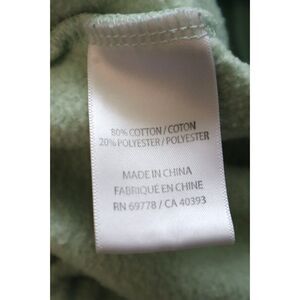 80% COTTON / COTON
20% POLYESTER / POLYESTER
MADE IN CHINA
FABRIQUÉ EN CHINE
RN 69778 / CA 40393